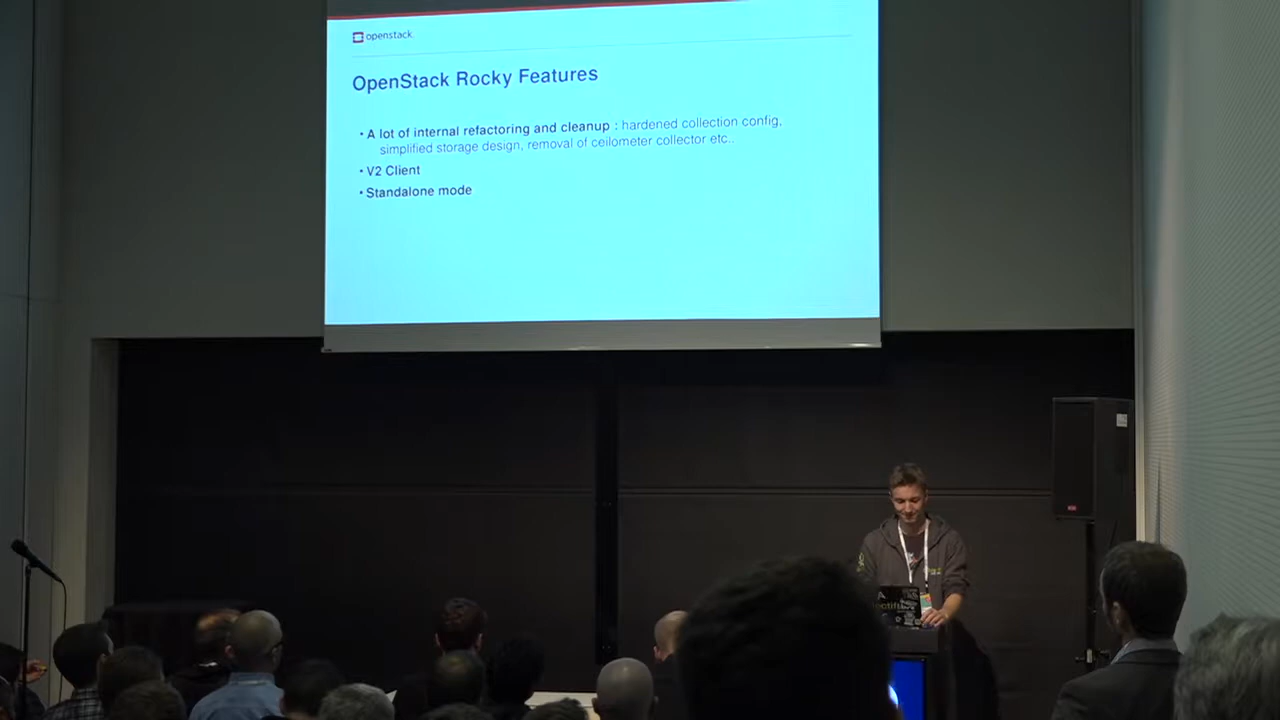 openstack.
OpenStack Rocky Features
• A lot of internal refactoring and cleanup : hardened collection config,
simplified storage design, removal of ceilometer collector etc..
• V2 Client
• Standalone mode